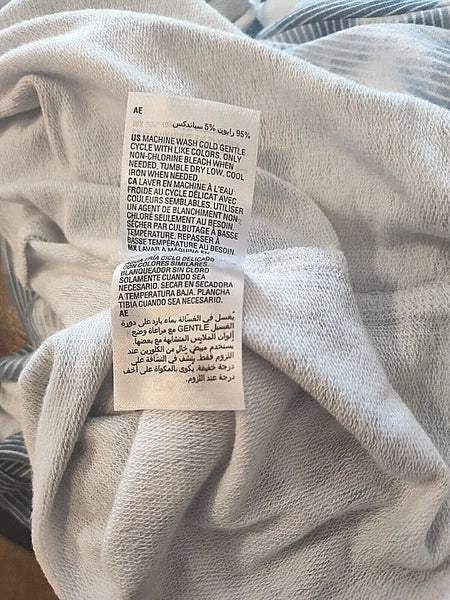 AE
95% رايون 5% سباندكس
US MACHINE WASH COLD GENTLE
CYCLE WITH LIKE COLORS. ONLY
NON-CHLORINE BLEACH WHEN
NEEDED. TUMBLE DRY LOW. COOL
IRON WHEN NEEDED.
CA LAVER EN MACHINE À L'EAU
FROIDE AU CYCLE DÉLICAT AVEC
COULEURS SEMBLABLES. UTILISER
UN AGENT DE BLANCHIMENT NON
CHLORÉ SEULEMENT AU BESOIN.
SÉCHER PAR CULBUTAGE À BASSE
TEMPÉRATURE. REPASSER À
BASSE TEMPÉRATURE AU BESOIN.
MX LAVAR A MÁQUINA EN
AGUA FRÍA CICLO DELICADO
CON COLORES SIMILARES.
BLANQUEADOR SIN CLORO
SOLAMENTE CUANDO SEA
NECESARIO. SECAR EN SECADORA
A TEMPERATURA BAJA. PLANCHA
TIBIA CUANDO SEA NECESARIO.
AE
يُغسل في الغسالة بماء بارد على دورة
الغسيل GENTLE مع مراعاة وضع
ألوان الملابس المتشابهة مع بعضها.
يستخدم مبيض خالٍ من الكلورين عند
اللزوم فقط. ينشف في النشافة على
درجة خفيفة. يكوى بالمكواة على أخف
درجة عند اللزوم.